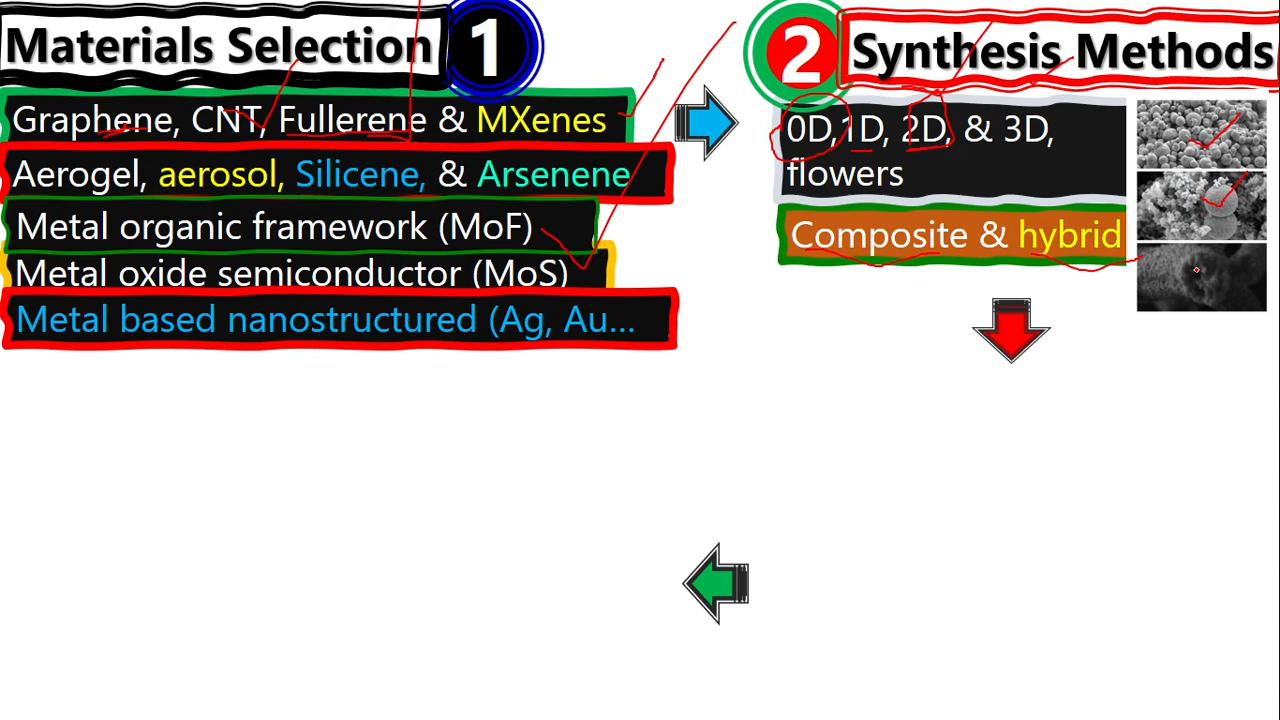 Materials Selection 1
Graphene, CNT, Fullerene & MXenes
Aerogel, aerosol, Silicene, & Arsenene
Metal organic framework (MoF)
Metal oxide semiconductor (MoS)
Metal based nanostructured (Ag, Au...
2 Synthesis Methods
0D,1D, 2D, & 3D,
flowers
Composite & hybrid